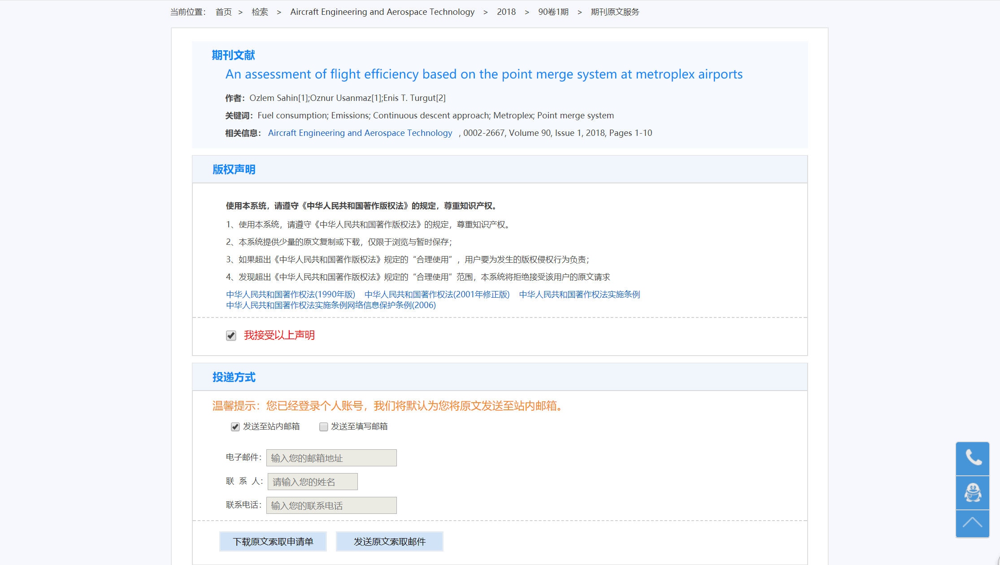 当前位置： 首页 > 检索 > Aircraft Engineering and Aerospace Technology > 2018 > 90卷1期 > 期刊原文服务
期刊文献
An assessment of flight efficiency based on the point merge system at metroplex airports
作者：Ozlem Sahin[1];Oznur Usanmaz[1];Enis T. Turgut[2]
关键词：Fuel consumption; Emissions; Continuous descent approach; Metroplex; Point merge system
相关信息： Aircraft Engineering and Aerospace Technology , 0002-2667, Volume 90, Issue 1, 2018, Pages 1-10
版权声明
使用本系统，请遵守《中华人民共和国著作版权法》的规定，尊重知识产权。
1、使用本系统，请遵守《中华人民共和国著作版权法》的规定，尊重知识产权。
2、本系统提供少量的原文复制或下载，仅限于浏览与暂时保存；
3、如果超出《中华人民共和国著作版权法》规定的“合理使用”，用户要为发生的版权侵权行为负责；
4、发现超出《中华人民共和国著作版权法》规定的“合理使用”范围，本系统将拒绝接受该用户的原文请求
中华人民共和国著作权法(1990年版) 中华人民共和国著作权法(2001年修正版) 中华人民共和国著作权法实施条例
中华人民共和国著作权法实施条例网络信息保护条例(2006)
我接受以上声明
投递方式
温馨提示：您已经登录个人账号，我们将默认为您将原文发送至站内邮箱。
发送至站内邮箱 发送至填写邮箱
电子邮件： 输入您的邮箱地址
联 系 人： 请输入您的姓名
联系电话： 输入您的联系电话
下载原文索取申请单 发送原文索取邮件